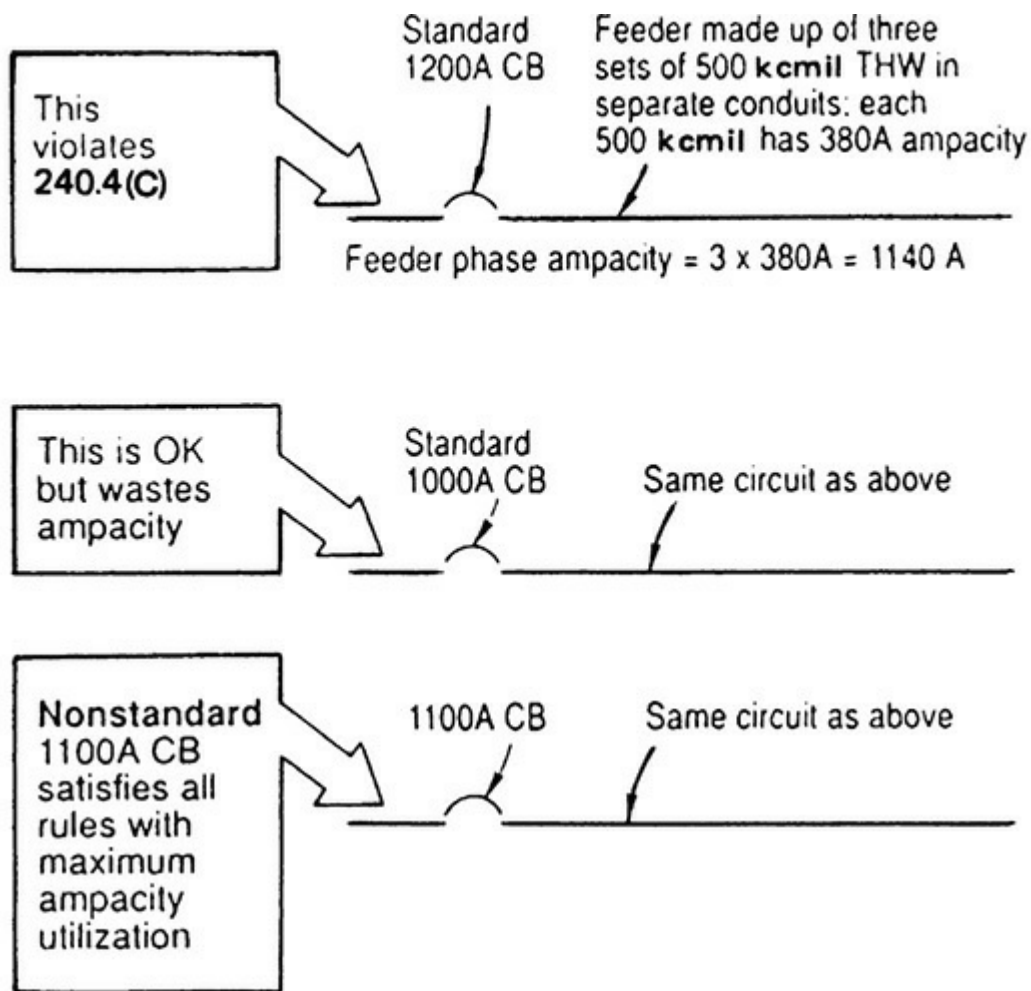 This
violates
240.4(C)
Standard
1200A CB
Feeder made up of three
sets of 500 kcmil THW in
separate conduits: each
500 kcmil has 380A ampacity
Feeder phase ampacity = 3 x 380A = 1140 A
This is OK
but wastes
ampacity
Standard
1000A CB
Same circuit as above
Nonstandard
1100A CB
satisfies all
rules with
maximum
ampacity
utilization
1100A CB
Same circuit as above